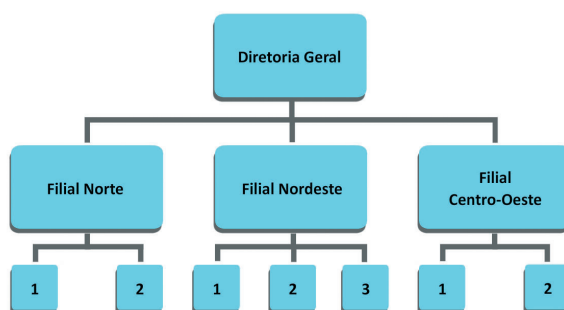 Diretoria Geral
Filial Norte
Filial Nordeste
Filial
Centro-Oeste
1
2
1
2
3
1
2